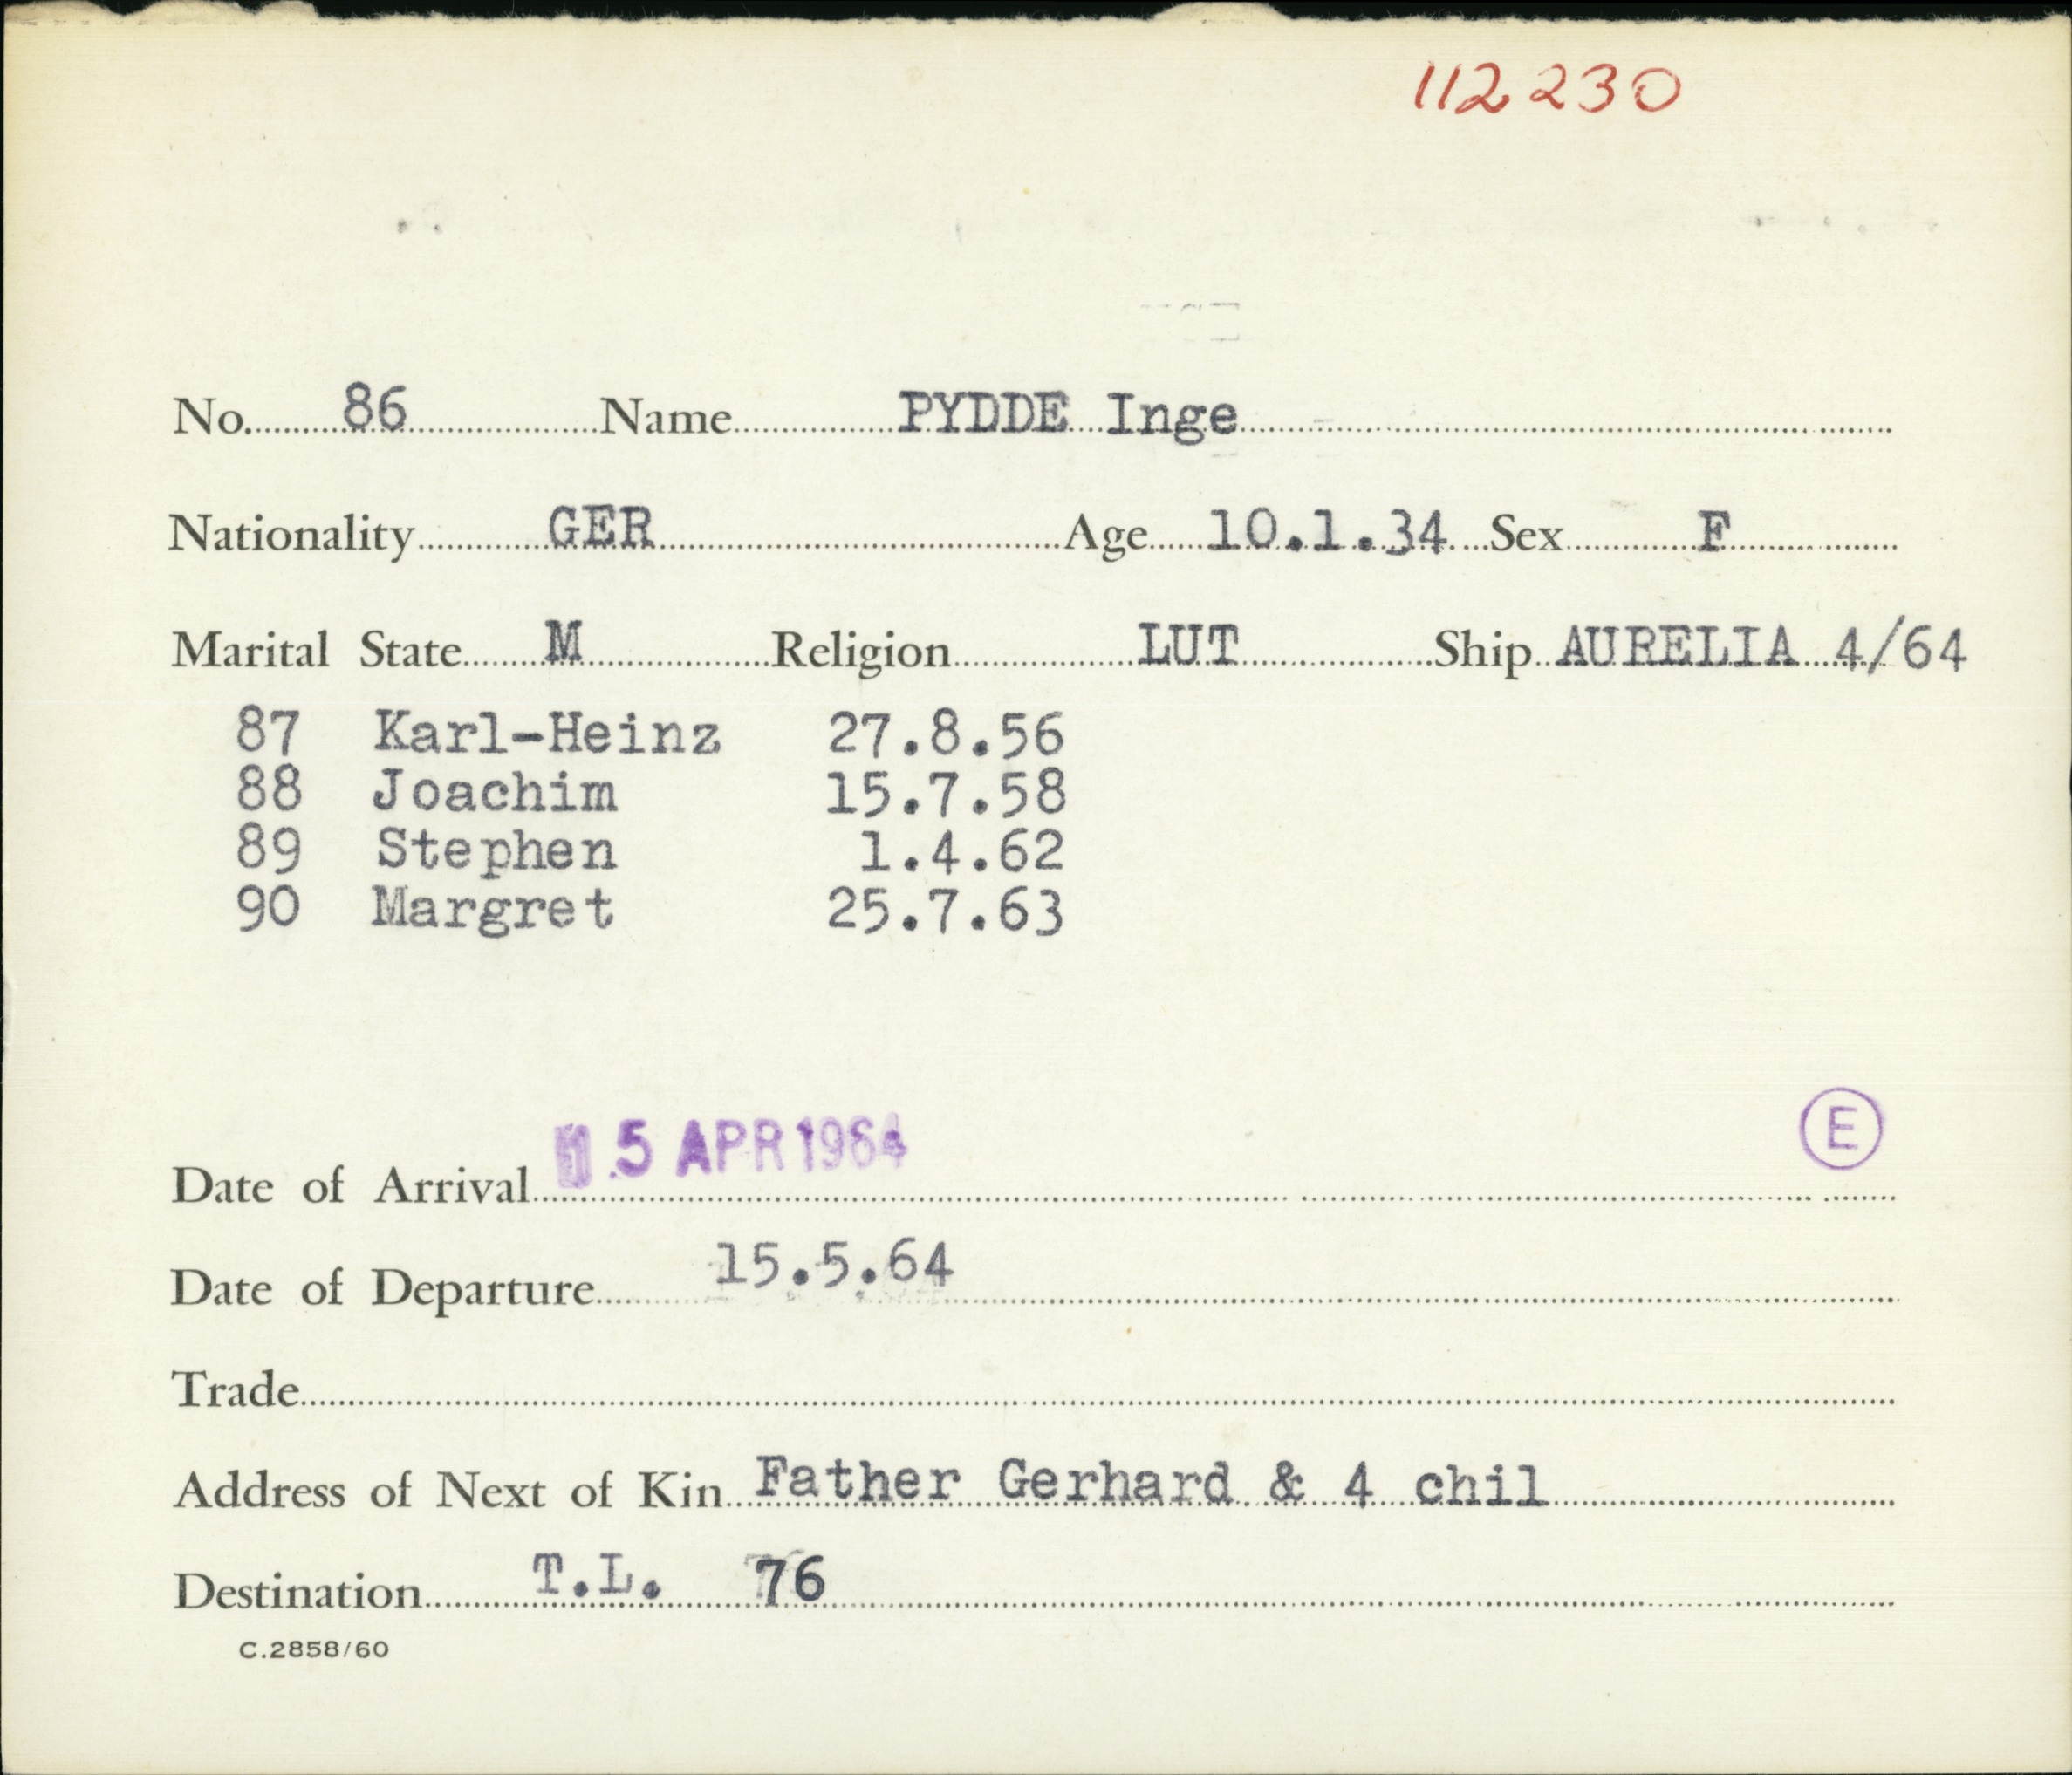 112230
No. 86 Name PYDDE Inge
Nationality GER Age 10.1.34 Sex F
Marital State M Religion LUT Ship AURELIA 4/64
87 Karl-Heinz 27.8.56
88 Joachim 15.7.58
89 Stephen 1.4.62
90 Margret 25.7.63
E
Date of Arrival 15 APR 1964
Date of Departure 15.5.64
Trade
Address of Next of Kin Father Gerhard & 4 chil
Destination T.L. 76
C.2858/60